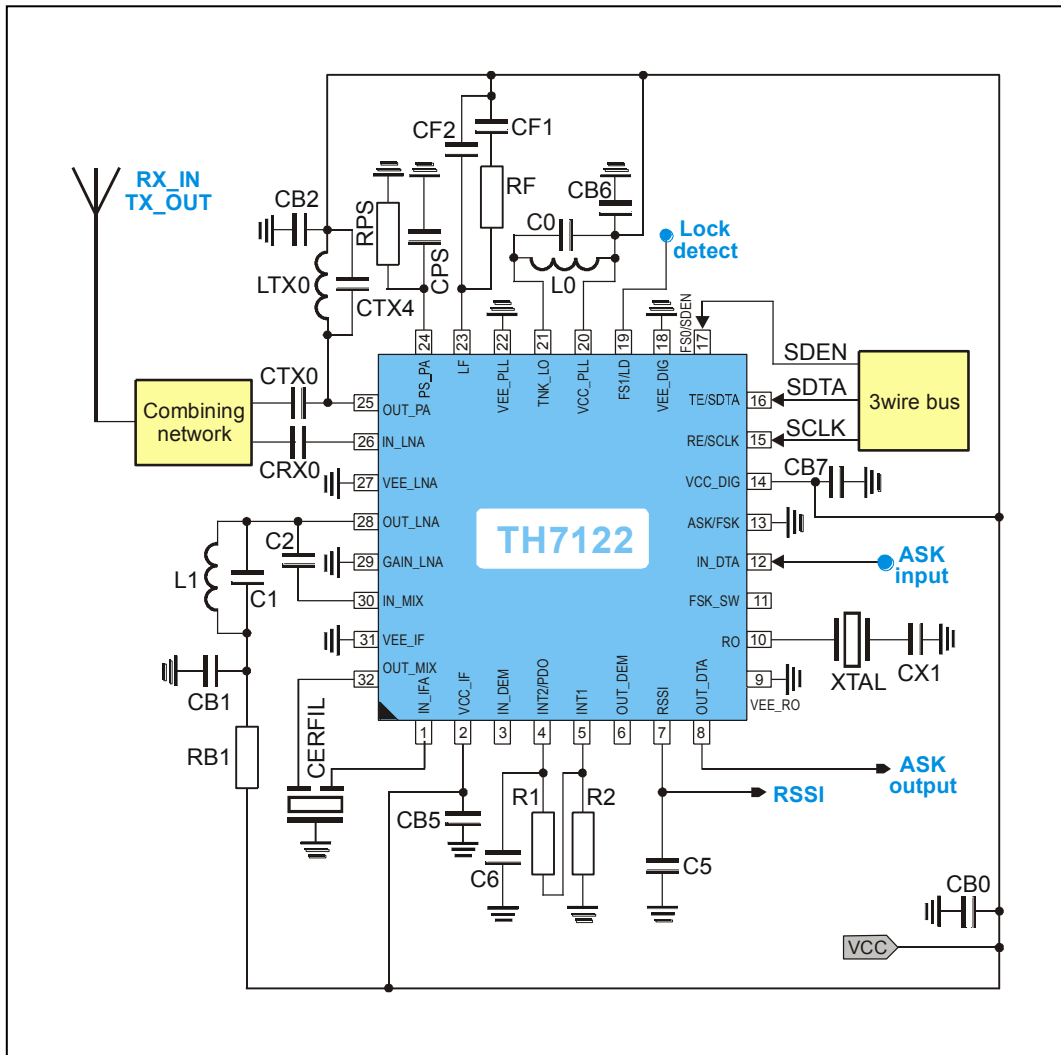 CF2
CF1
RX_IN
TX_OUT
CB2
RPS
CPS
RF
CB6
C0
L0
Lock
detect
LTX0
CTX4
24
23
22
21
20
19
18
17
PS_PA
LF
VEE_PLL
TNK_LO
VCC_PLL
FS1/LD
VEE_DIG
FS0/SDEN
SDEN
SDTA
SCLK
3wire bus
Combining
network
CTX0
CRX0
25 OUT_PA
26 IN_LNA
27 VEE_LNA
28 OUT_LNA
29 GAIN_LNA
30 IN_MIX
31 VEE_IF
32 OUT_MIX
TH7122
TE/SDTA 16
RE/SCLK 15
VCC_DIG 14
ASK/FSK 13
IN_DTA 12
FSK_SW 11
RO 10
9
VEE_RO
CB7
ASK
input
XTAL
CX1
L1
C1
C2
CB1
RB1
CERFIL
IN_IFA
VCC_IF
IN_DEM
INT2/PDO
INT1
OUT_DEM
RSSI
OUT_DTA
1
2
3
4
5
6
7
8
CB5
C6
R1
R2
C5
RSSI
ASK
output
CB0
VCC